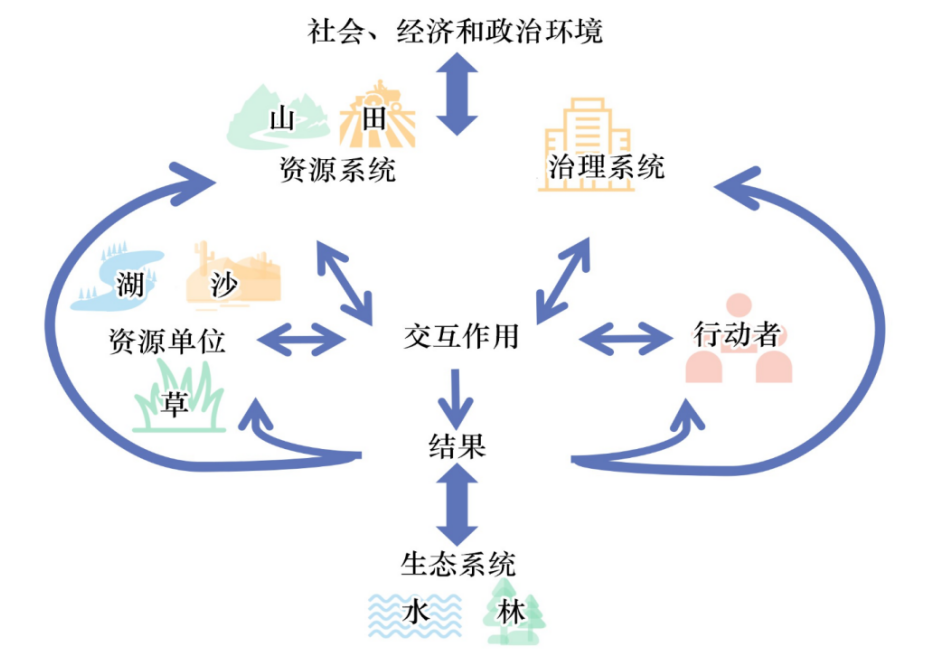 社会、经济和政治环境
山
田
资源系统
治理系统
湖
沙
资源单位
草
交互作用
行动者
结果
生态系统
水
林